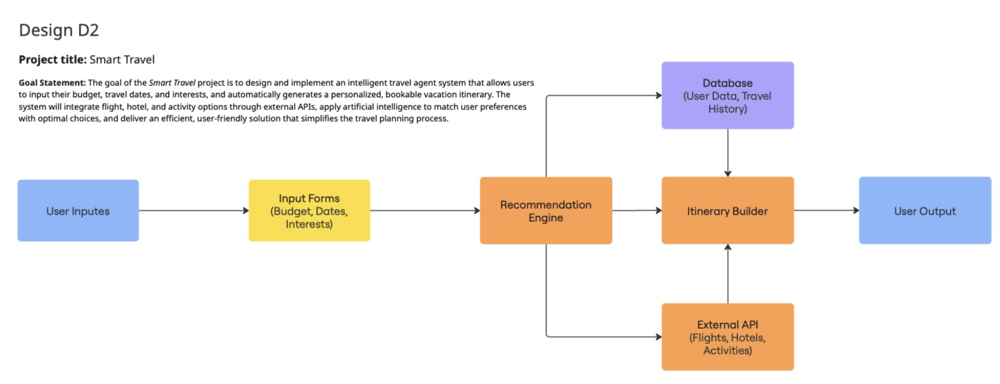 Design D2
Project title: Smart Travel
Goal Statement: The goal of the Smart Travel project is to design and implement an intelligent travel agent system that allows users
to input their budget, travel dates, and interests, and automatically generates a personalized, bookable vacation itinerary. The
system will integrate flight, hotel, and activity options through external APIs, apply artificial intelligence to match user preferences
with optimal choices, and deliver an efficient, user-friendly solution that simplifies the travel planning process.
Database
(User Data, Travel
History)
User Inputes
Input Forms
(Budget, Dates,
Interests)
Recommendation
Engine
Itinerary Builder
User Output
External API
(Flights, Hotels,
Activities)